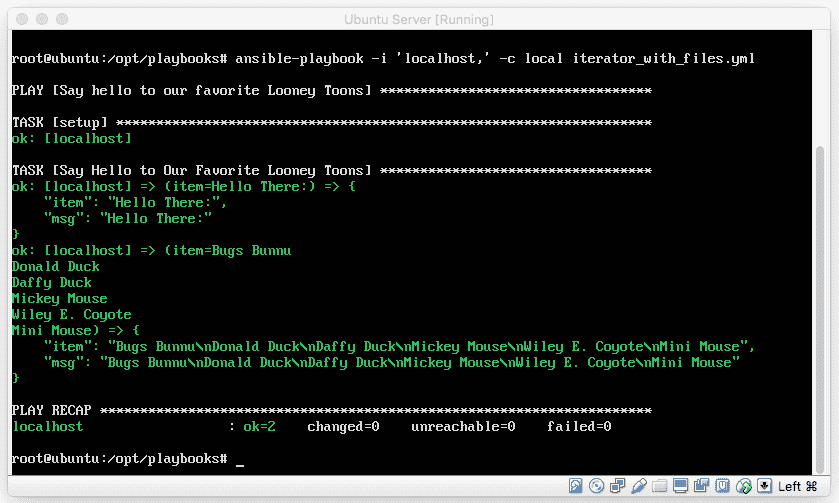 Ubuntu Server [Running]
root@ubuntu:/opt/playbooks# ansible-playbook -i 'localhost,' -c local iterator_with_files.yml
PLAY [Say hello to our favorite Looney Toons] **********************************
TASK [setup] *******************************************************************
ok: [localhost]
TASK [Say Hello to Our Favorite Looney Toons] **********************************
ok: [localhost] => (item=Hello There:) => {
    "item": "Hello There:",
    "msg": "Hello There:"
}
ok: [localhost] => (item=Bugs Bunnu
Donald Duck
Daffy Duck
Mickey Mouse
Wiley E. Coyote
Mini Mouse) => {
    "item": "Bugs Bunnu\nDonald Duck\nDaffy Duck\nMickey Mouse\nWiley E. Coyote\nMini Mouse",
    "msg": "Bugs Bunnu\nDonald Duck\nDaffy Duck\nMickey Mouse\nWiley E. Coyote\nMini Mouse"
}
PLAY RECAP *********************************************************************
localhost                  : ok=2    changed=0    unreachable=0    failed=0
root@ubuntu:/opt/playbooks# _
Left ⌘